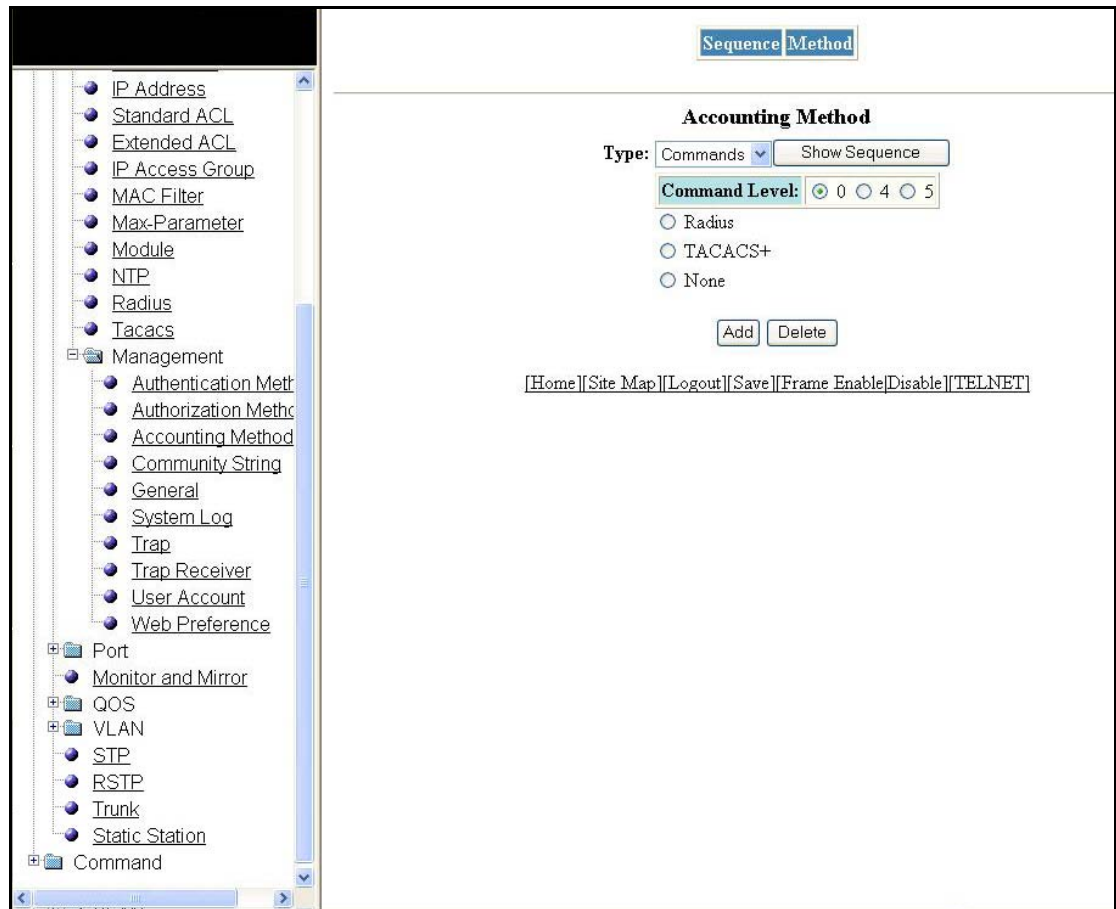 IP Address
Standard ACL
Extended ACL
IP Access Group
MAC Filter
Max-Parameter
Module
NTP
Radius
Tacacs
Management
Authentication Meth
Authorization Metho
Accounting Method
Community String
General
System Log
Trap
Trap Receiver
User Account
Web Preference
Port
Monitor and Mirror
QOS
VLAN
STP
RSTP
Trunk
Static Station
Command
Sequence Method
Accounting Method
Type: Commands Show Sequence
Command Level: 0 4 5
Radius
TACACS+
None
Add Delete
[Home][Site Map][Logout][Save][Frame Enable|Disable][TELNET]